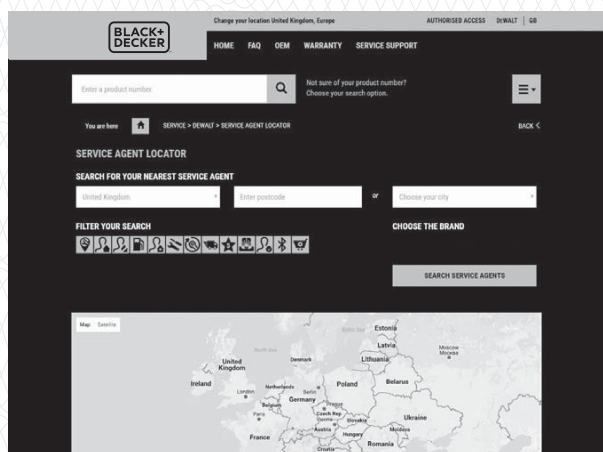 BLACK+
DECKER
Change your location United Kingdom, Europe
AUTHORISED ACCESS DeWALT | GB
HOME FAQ OEM WARRANTY SERVICE SUPPORT
Enter a product number
Not sure of your product number?
Choose your search option.
You are here SERVICE > DEWALT > SERVICE AGENT LOCATOR BACK <
SERVICE AGENT LOCATOR
SEARCH FOR YOUR NEAREST SERVICE AGENT
United Kingdom Enter postcode or Choose your city
FILTER YOUR SEARCH CHOOSE THE BRAND
SEARCH SERVICE AGENTS
Map Satellite
Baltic Sea Estonia
Latvia Moscow
Москва
North Sea
Denmark Lithuania
United
Kingdom
Ireland Netherlands Berlin Poland Belarus
London
Germany
Belgium Prague
Paris Czech Rep Ukraine
Slovakia
Austria Moldova
France Hungary
Romania
Croatia